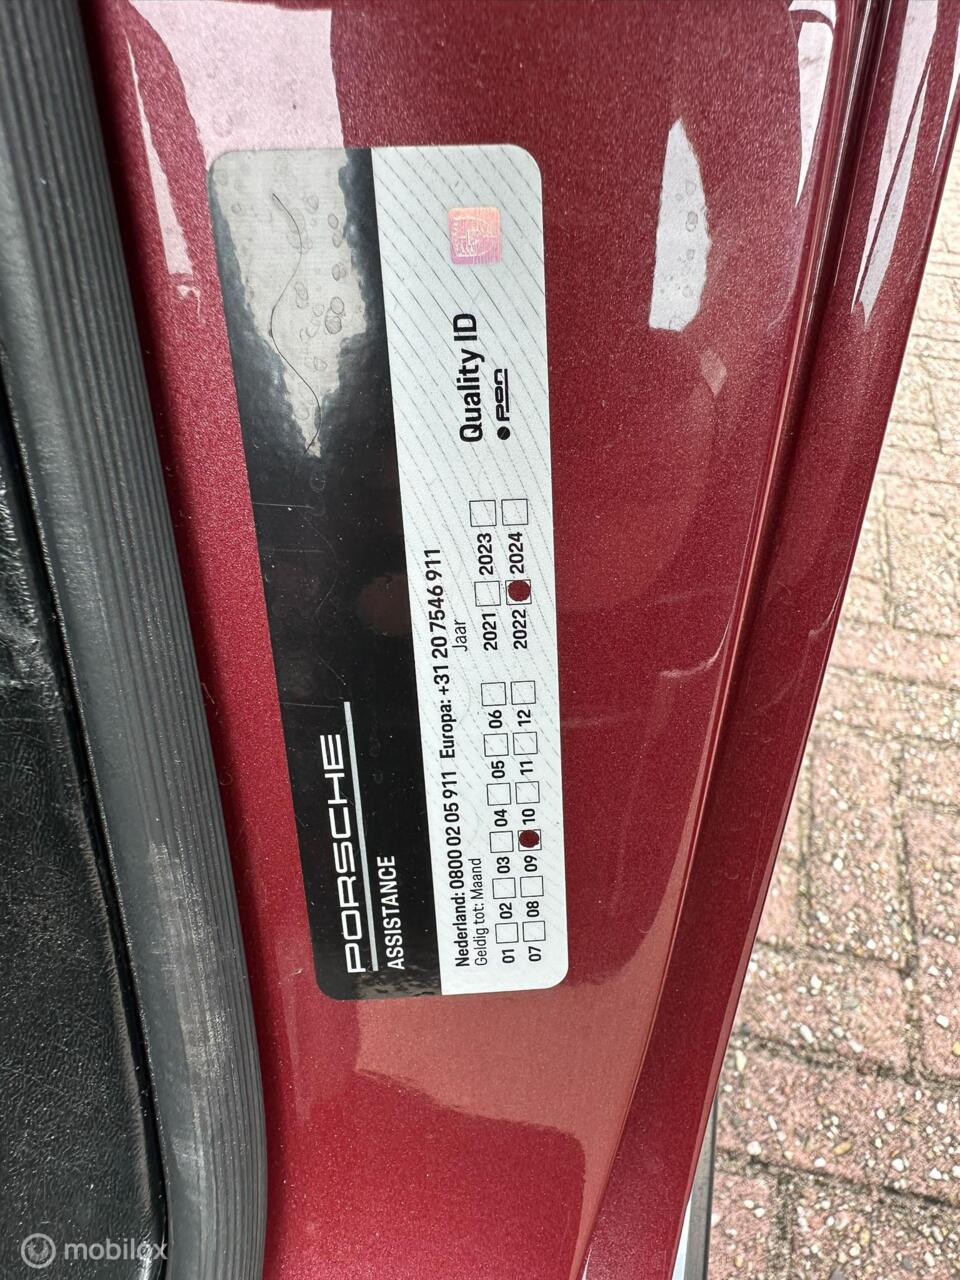 PORSCHE
ASSISTANCE
Nederland: 0800 02 05 911 Europa: +31 20 7546 911
Geldig tot: Maand Jaar
01 02 03 04 05 06 2021 2023
07 08 09 10 11 12 2022 2024
Quality ID
pon
mobilox